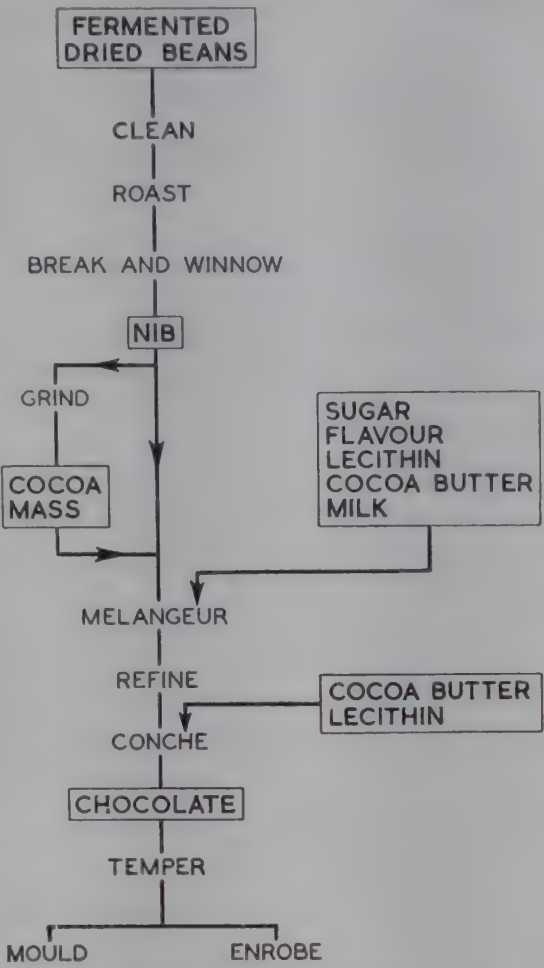 FERMENTED
DRIED BEANS
CLEAN
ROAST
BREAK AND WINNOW
NIB
GRIND
COCOA
MASS
SUGAR
FLAVOUR
LECITHIN
COCOA BUTTER
MILK
MELANGEUR
REFINE
COCOA BUTTER
LECITHIN
CONCHE
CHOCOLATE
TEMPER
MOULD
ENROBE